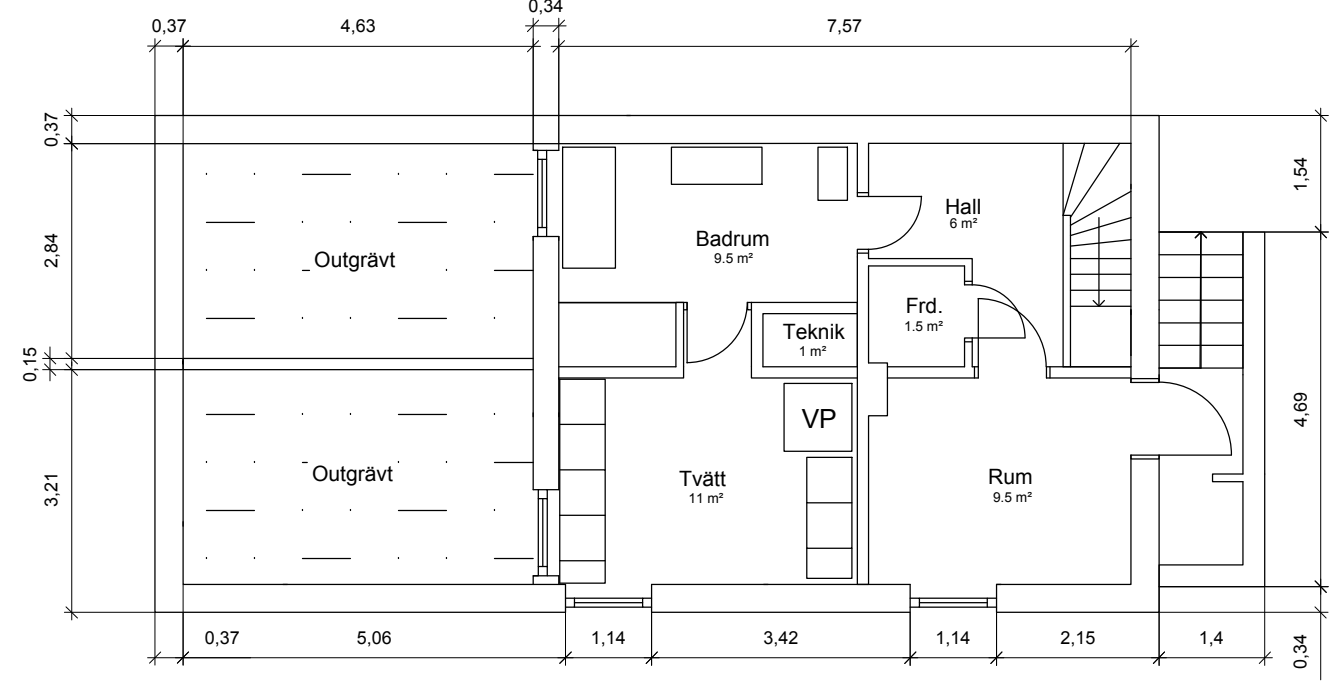 0,34
0,37
4,63
7,57
0,37
1,54
Hall
6 m²
Badrum
9.5 m²
2,84
Outgrävt
Frd.
1.5 m²
Teknik
1 m²
0,15
4,69
VP
Outgrävt
Tvätt
11 m²
Rum
9.5 m²
3,21
0,37
5,06
1,14
3,42
1,14
2,15
1,4
0,34